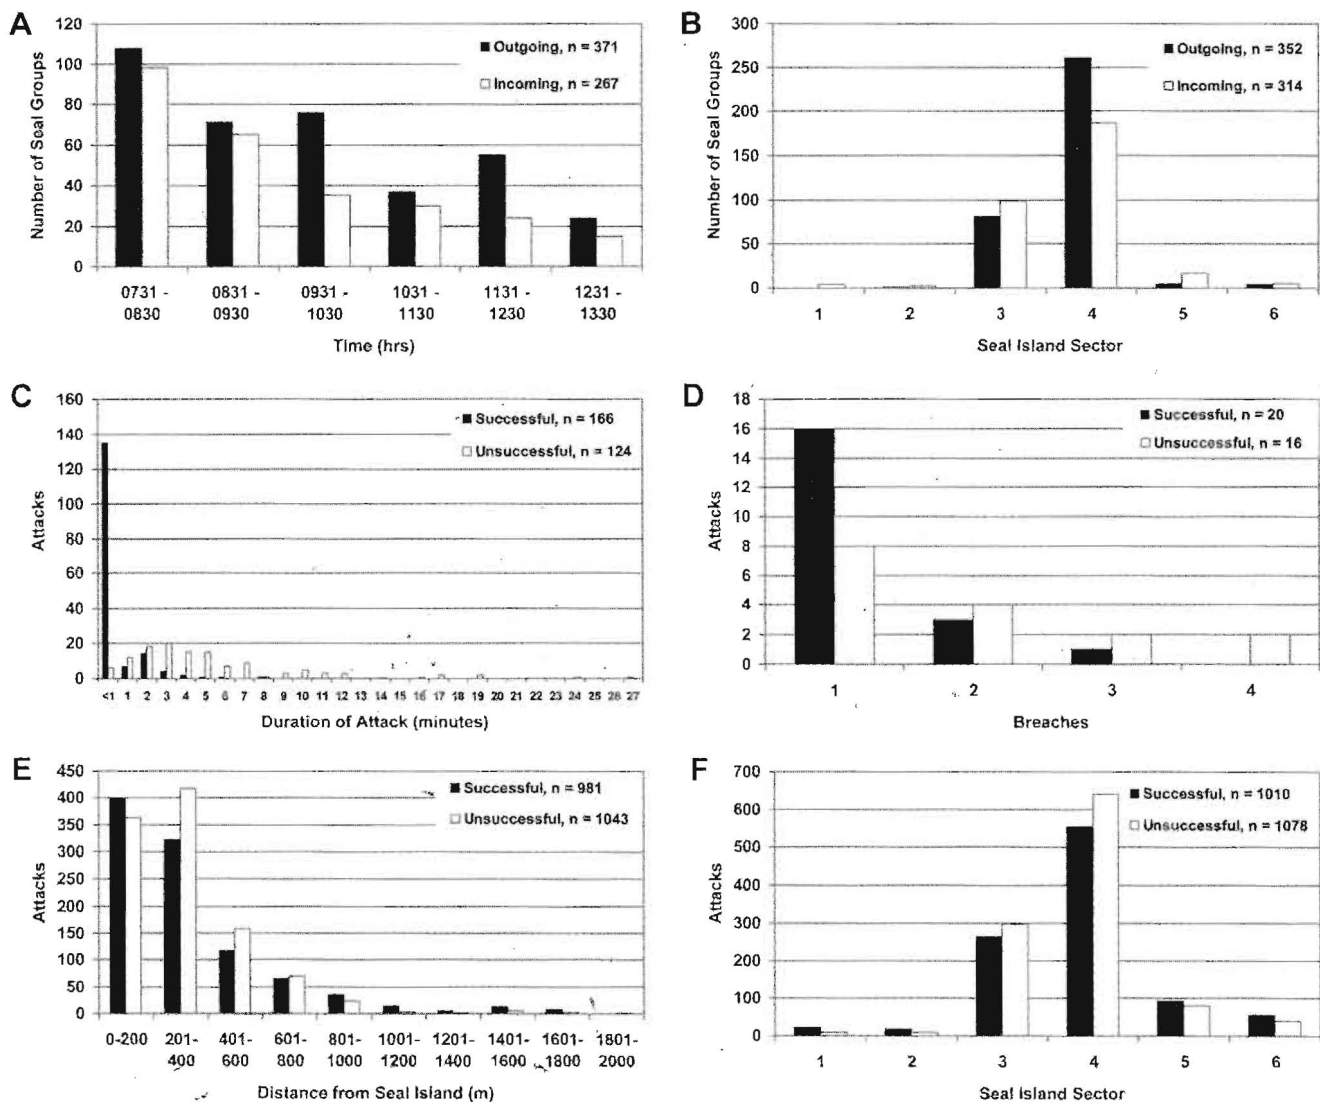 A
Number of Seal Groups
120
100
80
60
40
20
0
Outgoing, n = 371
Incoming, n = 267
0731 - 0831 - 0931 - 1031 - 1131 - 1231 -
0830 0930 1030 1130 1230 1330
Time (hrs)
B
Number of Seal Groups
300
250
200
150
100
50
0
Outgoing, n = 352
Incoming, n = 314
1 2 3 4 5 6
Seal Island Sector
C
Attacks
160
140
120
100
80
60
40
20
0
Successful, n = 166
Unsuccessful, n = 124
<1 1 2 3 4 5 6 7 8 9 10 11 12 13 14 15 16 17 18 19 20 21 22 23 24 25 26 27
Duration of Attack (minutes)
D
Attacks
18
16
14
12
10
8
6
4
2
0
Successful, n = 20
Unsuccessful, n = 16
1 2 3 4
Breaches
E
Attacks
450
400
350
300
250
200
150
100
50
0
Successful, n = 981
Unsuccessful, n = 1043
0-200 201- 401- 601- 801- 1001- 1201- 1401- 1601- 1801-
400 600 800 1000 1200 1400 1600 1800 2000
Distance from Seal Island (m)
F
Attacks
700
600
500
400
300
200
100
0
Successful, n = 1010
Unsuccessful, n = 1078
1 2 3 4 5 6
Seal Island Sector